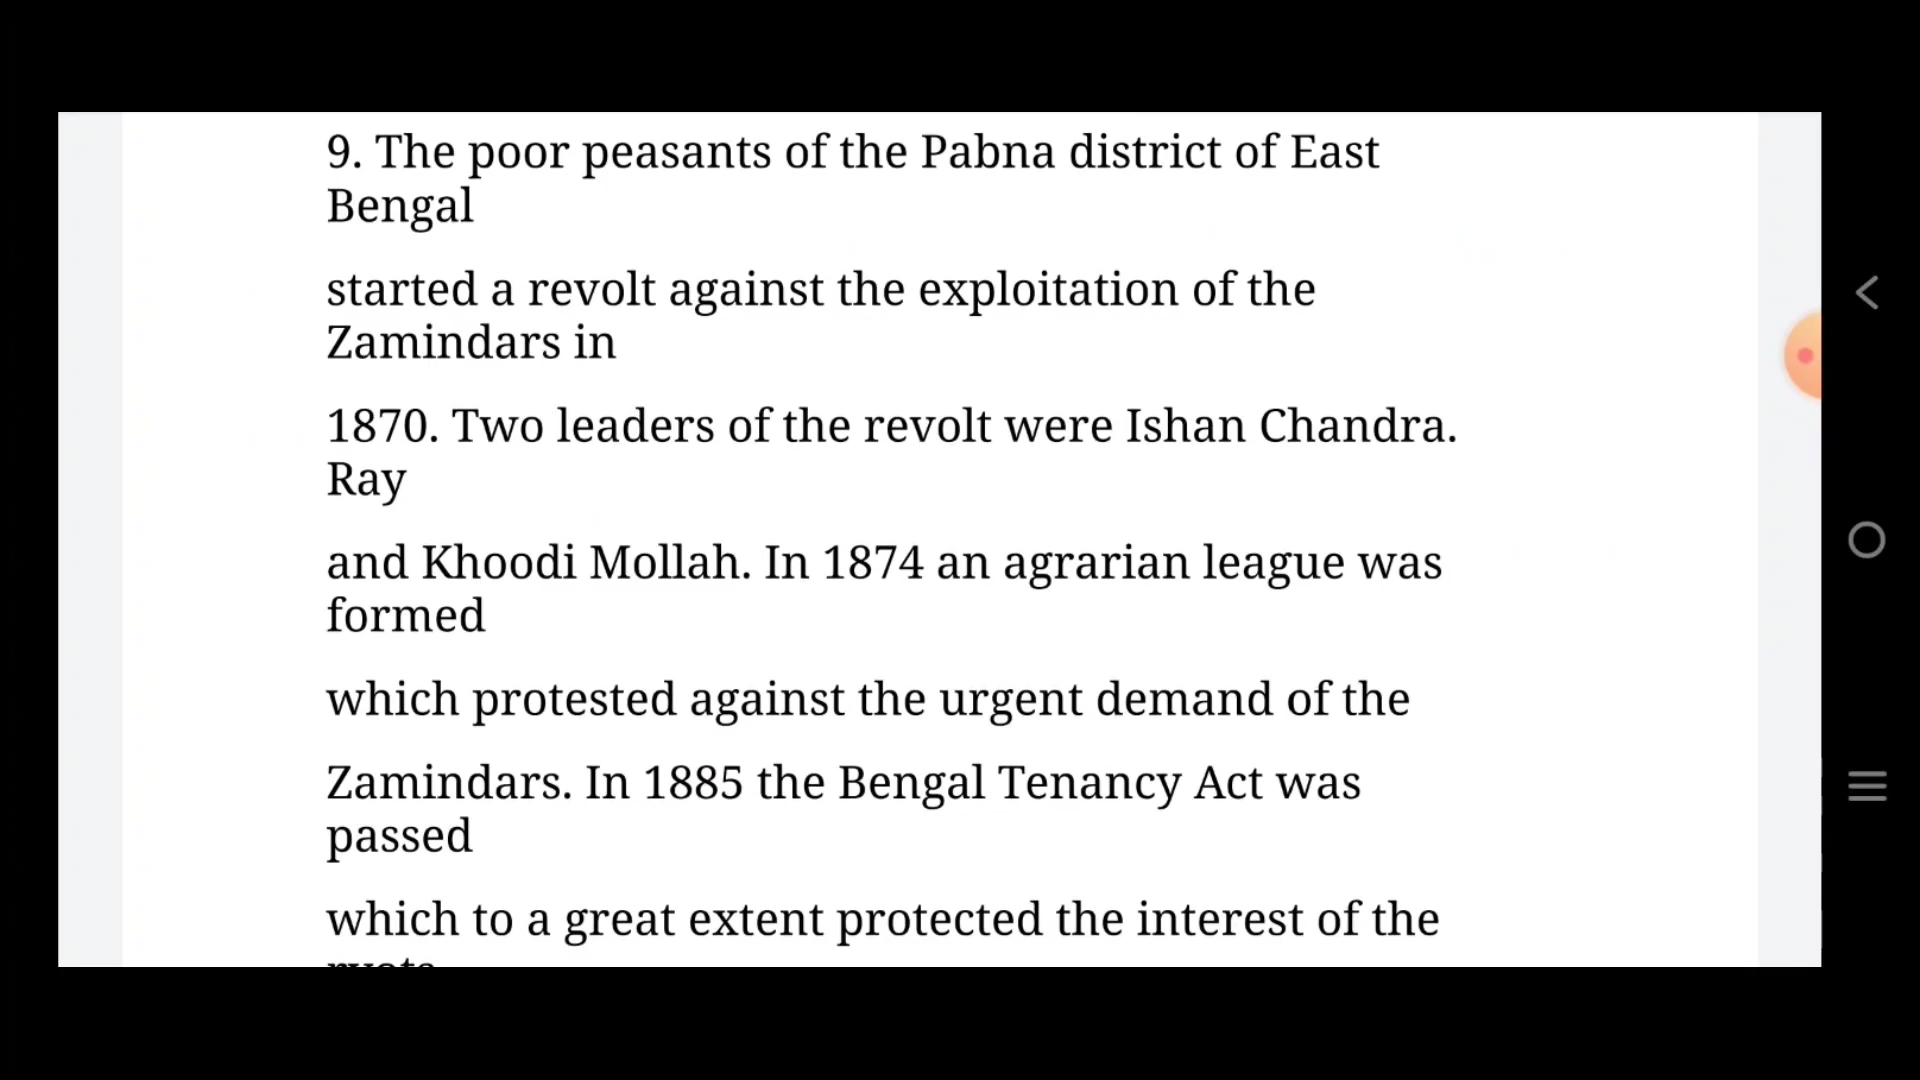 9. The poor peasants of the Pabna district of East
Bengal
started a revolt against the exploitation of the
Zamindars in
1870. Two leaders of the revolt were Ishan Chandra.
Ray
and Khoodi Mollah. In 1874 an agrarian league was
formed
which protested against the urgent demand of the
Zamindars. In 1885 the Bengal Tenancy Act was
passed
which to a great extent protected the interest of the